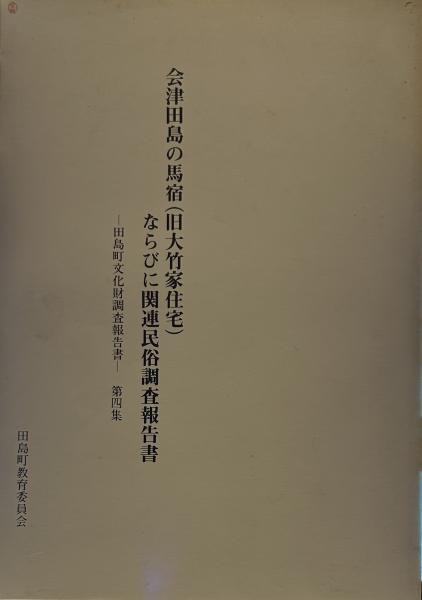 会津田島の馬宿(旧大竹家住宅)
ならびに関連民俗調査報告書
―田島町文化財調査報告書― 第四集
田島町教育委員会